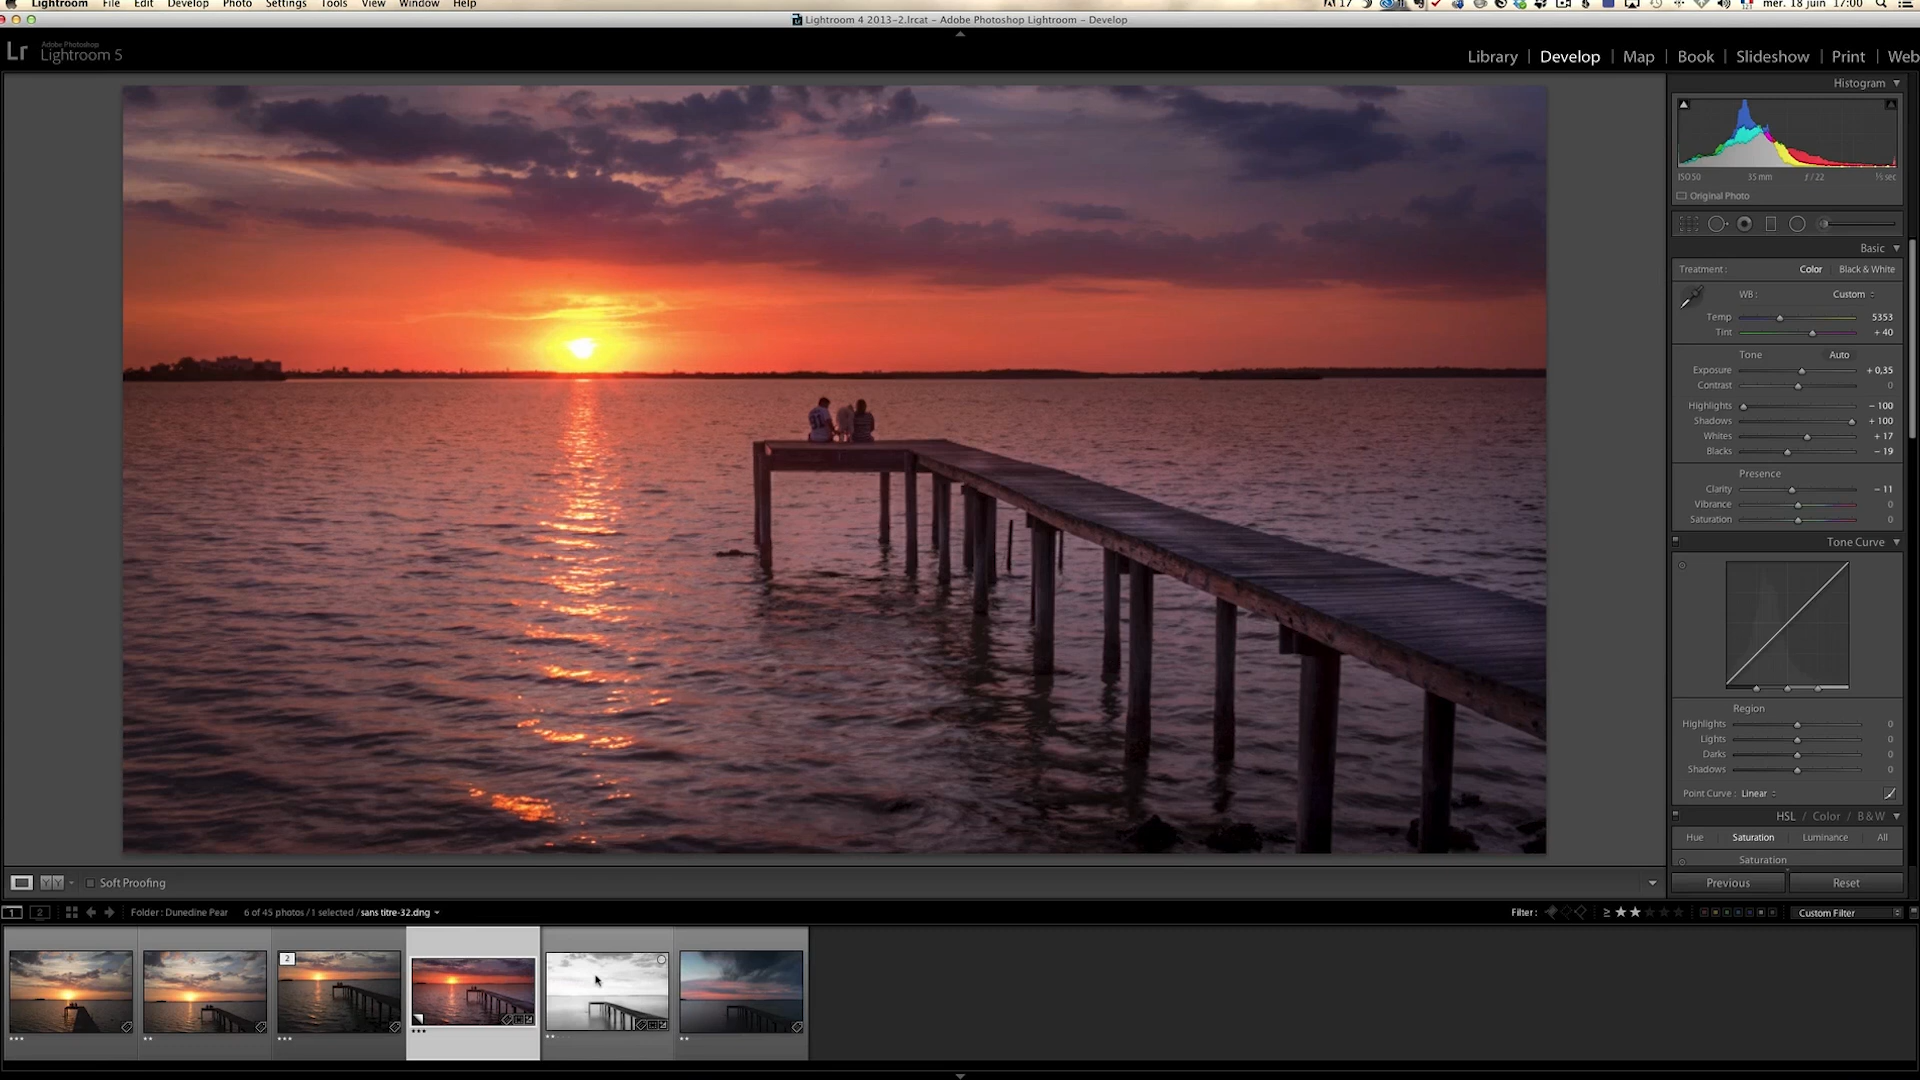 Lightroom File Edit Develop Photo Settings Tools View Window Help
17 mer. 18 juin 17:00
Lightroom 4 2013-2.lrcat - Adobe Photoshop Lightroom - Develop
Lr Adobe Photoshop
Lightroom 5
Library | Develop | Map | Book | Slideshow | Print | Web
Histogram
ISO 50 35 mm ƒ / 22 ⅕ sec
Original Photo
Basic
Treatment : Color Black & White
WB : Custom
Temp 5353
Tint + 40
Tone Auto
Exposure + 0,35
Contrast 0
Highlights - 100
Shadows + 100
Whites + 17
Blacks - 19
Presence
Clarity - 11
Vibrance 0
Saturation 0
Tone Curve
Region
Highlights 0
Lights 0
Darks 0
Shadows 0
Point Curve : Linear
HSL / Color / B & W
Hue Saturation Luminance All
Saturation
Previous Reset
Y Y Soft Proofing
1 2 Folder : Dunedine Pear 6 of 45 photos / 1 selected / sans titre-32.dng
Filter : ≥ ★★★★★ Custom Filter
2